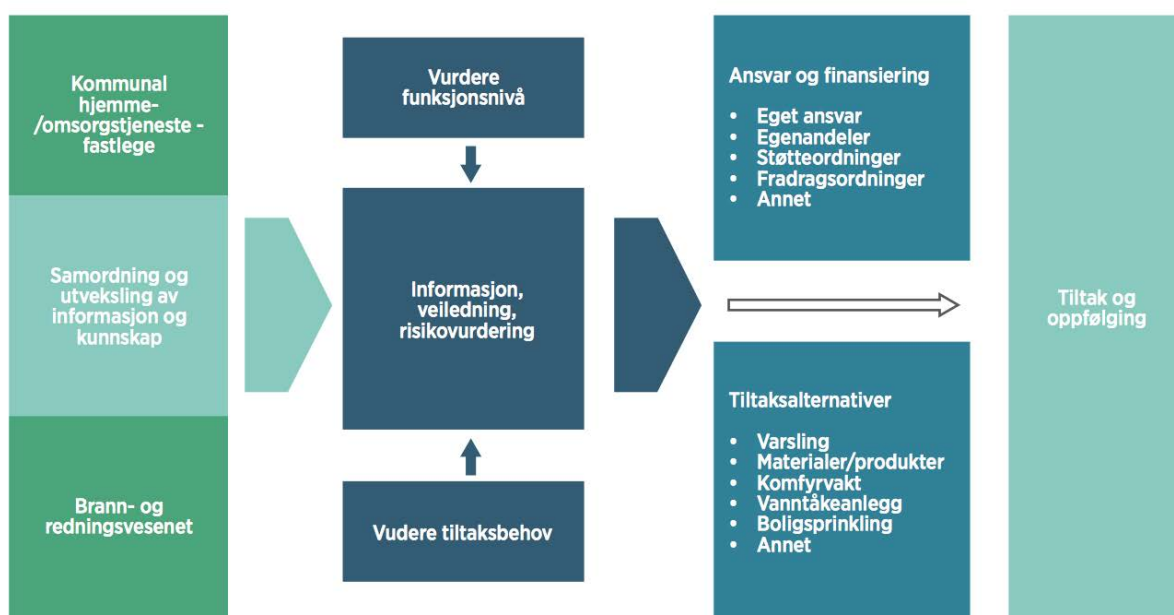 Kommunal
hjemme-
/omsorgstjeneste -
fastlege
Samordning og
utveksling av
informasjon og
kunnskap
Brann- og
redningsvesenet
Vurdere
funksjonsnivå
Informasjon,
veiledning,
risikovurdering
Vudere tiltaksbehov
Ansvar og finansiering
• Eget ansvar
• Egenandeler
• Støtteordninger
• Fradragsordninger
• Annet
Tiltaksalternativer
• Varsling
• Materialer/produkter
• Komfyrvakt
• Vanntåkeanlegg
• Boligsprinkling
• Annet
Tiltak og
oppfølging